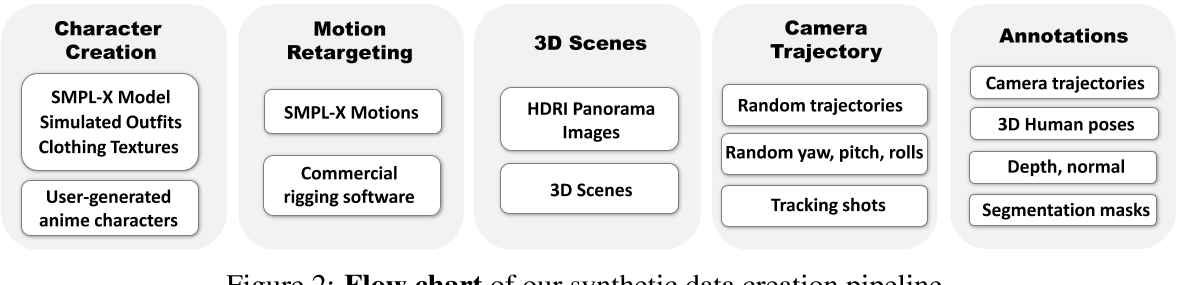 Character
Creation
SMPL-X Model
Simulated Outfits
Clothing Textures
User-generated
anime characters
Motion
Retargeting
SMPL-X Motions
Commercial
rigging software
3D Scenes
HDRI Panorama
Images
3D Scenes
Camera
Trajectory
Random trajectories
Random yaw, pitch, rolls
Tracking shots
Annotations
Camera trajectories
3D Human poses
Depth, normal
Segmentation masks
Figure 2: Flow chart of our synthetic data creation pipeline